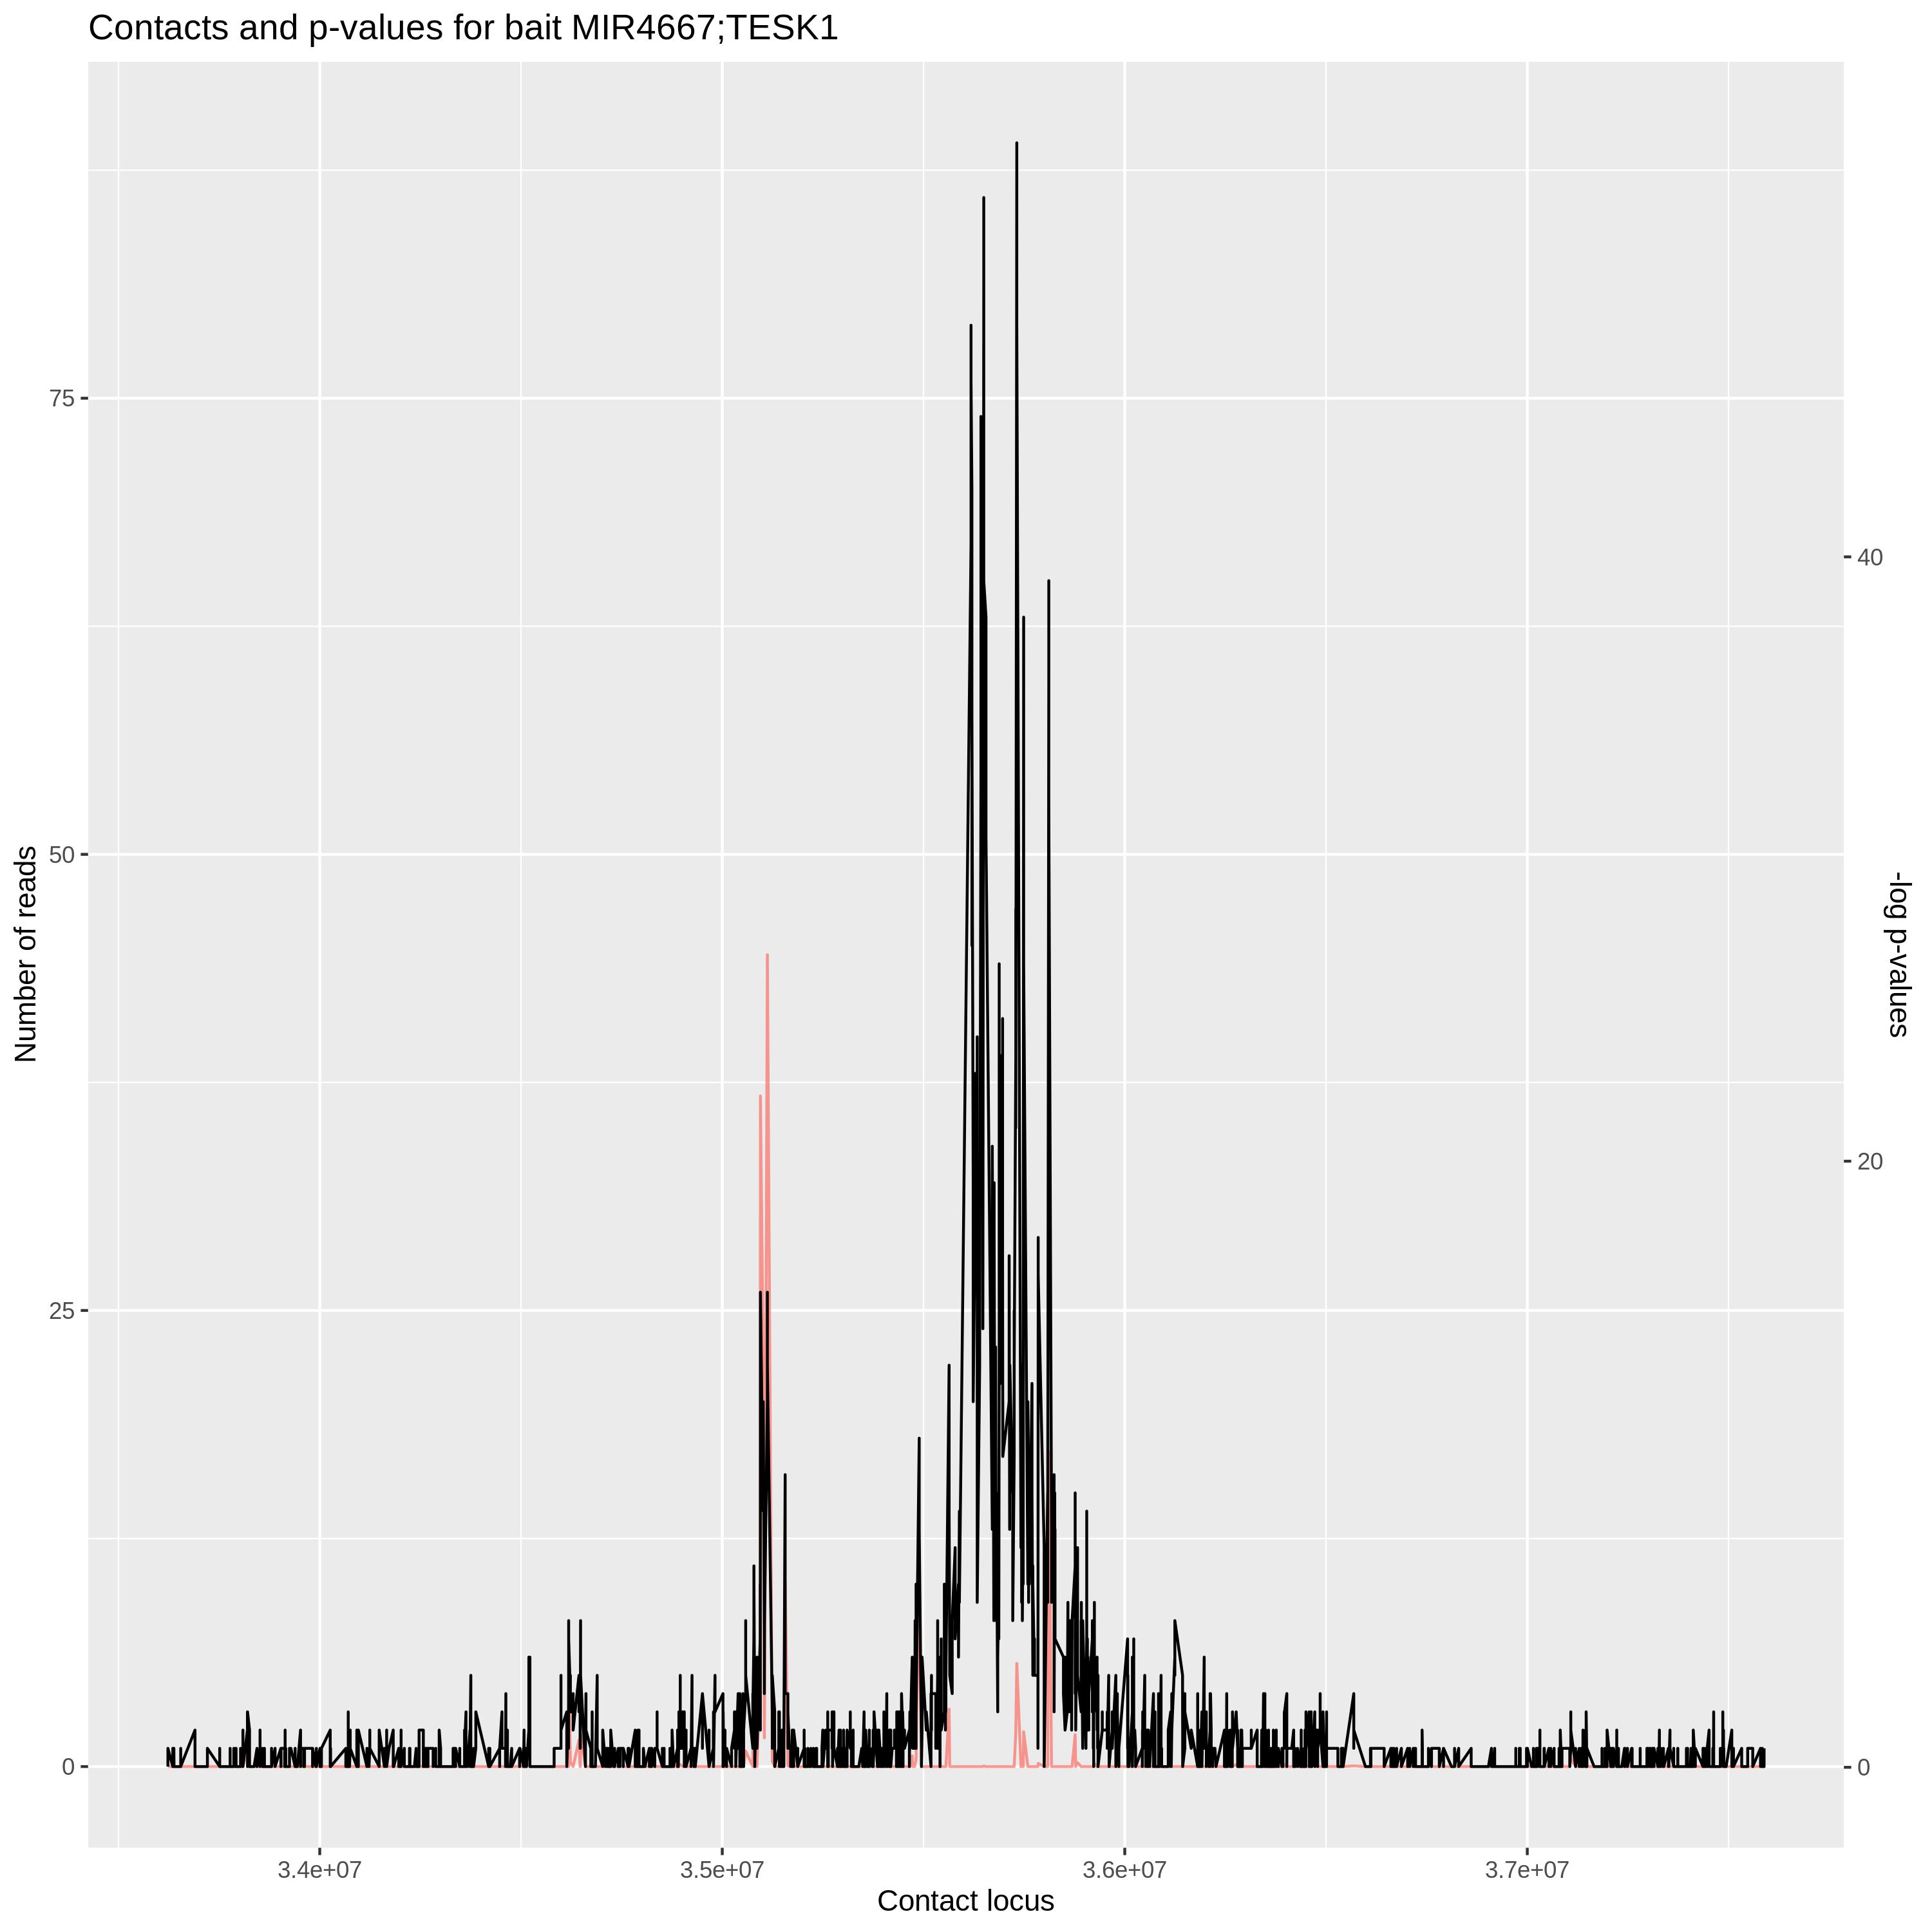 Contacts and p-values for bait MIR4667;TESK1
75
50
25
0
Number of reads
40
20
0
-log p-values
3.4e+07
3.5e+07
3.6e+07
3.7e+07
Contact locus